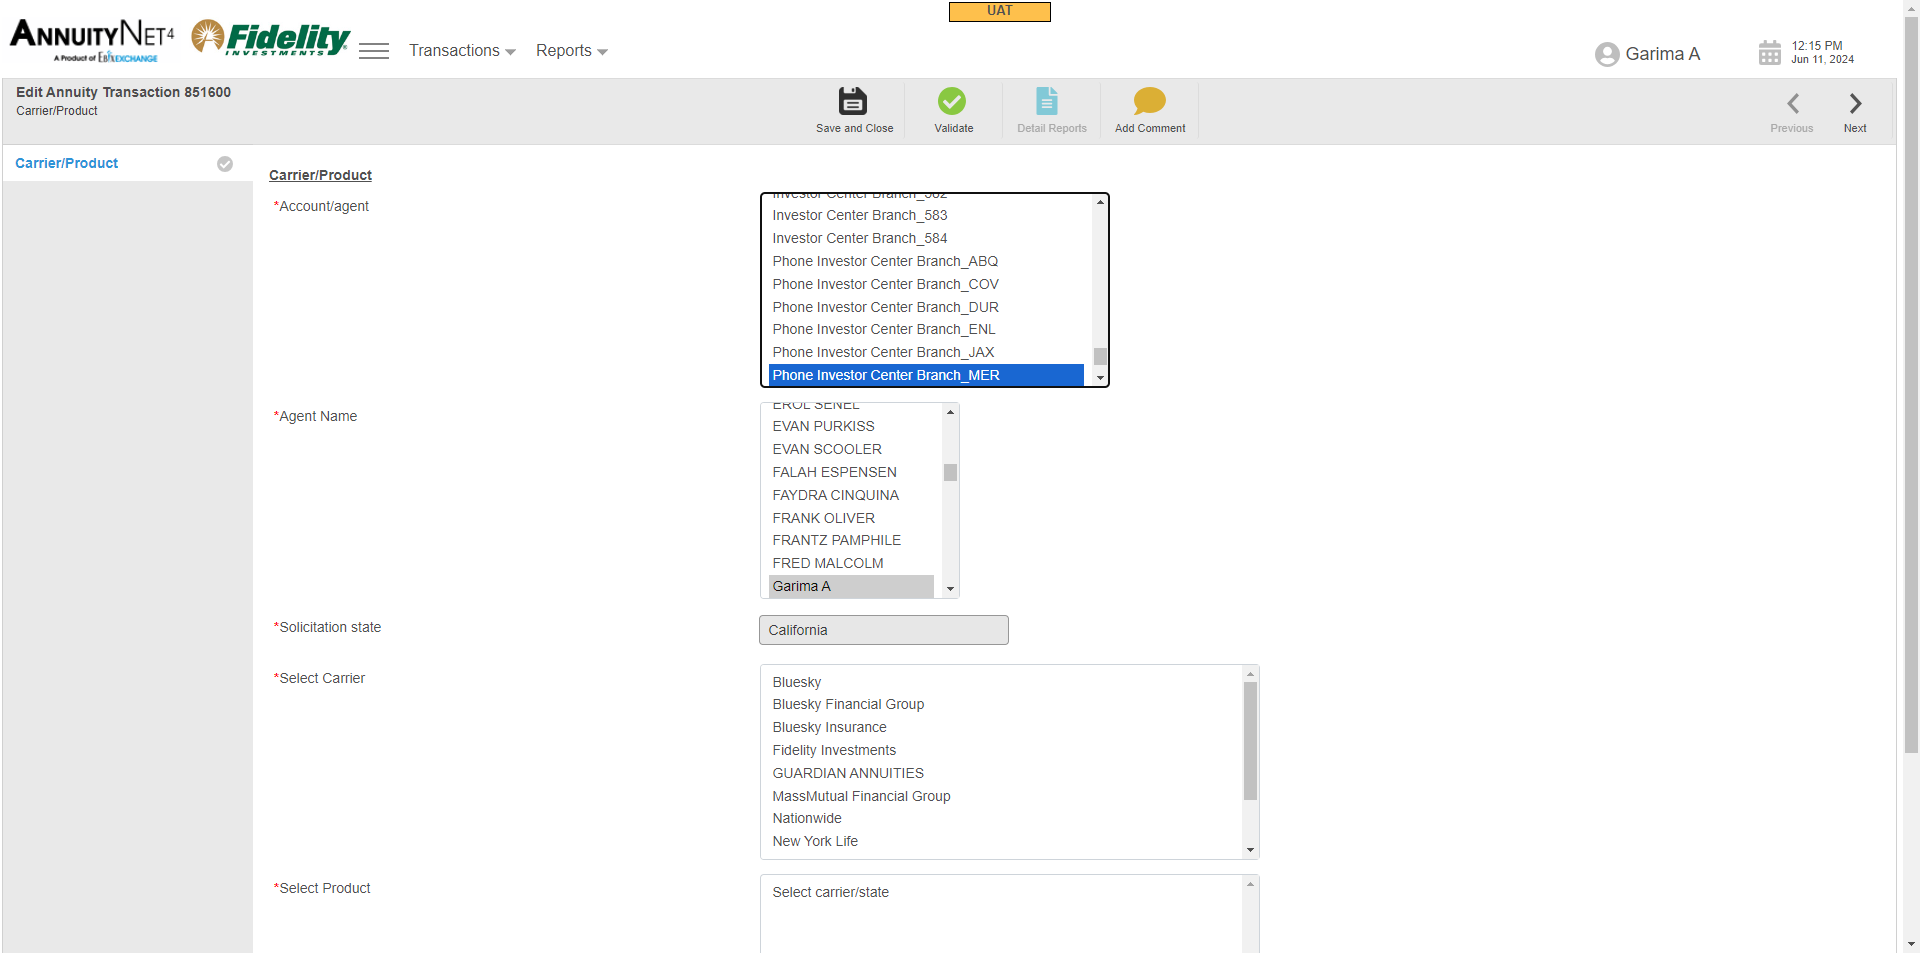 UAT
ANNUITYNET4
A Product of EbixEXCHANGE
Fidelity
INVESTMENTS
Transactions
Reports
Garima A
12:15 PM
Jun 11, 2024
Edit Annuity Transaction 851600
Carrier/Product
Save and Close
Validate
Detail Reports
Add Comment
Previous
Next
Carrier/Product
Carrier/Product
*Account/agent
Investor Center Branch_582
Investor Center Branch_583
Investor Center Branch_584
Phone Investor Center Branch_ABQ
Phone Investor Center Branch_COV
Phone Investor Center Branch_DUR
Phone Investor Center Branch_ENL
Phone Investor Center Branch_JAX
Phone Investor Center Branch_MER
*Agent Name
EROL SENEL
EVAN PURKISS
EVAN SCOOLER
FALAH ESPENSEN
FAYDRA CINQUINA
FRANK OLIVER
FRANTZ PAMPHILE
FRED MALCOLM
Garima A
*Solicitation state
California
*Select Carrier
Bluesky
Bluesky Financial Group
Bluesky Insurance
Fidelity Investments
GUARDIAN ANNUITIES
MassMutual Financial Group
Nationwide
New York Life
*Select Product
Select carrier/state